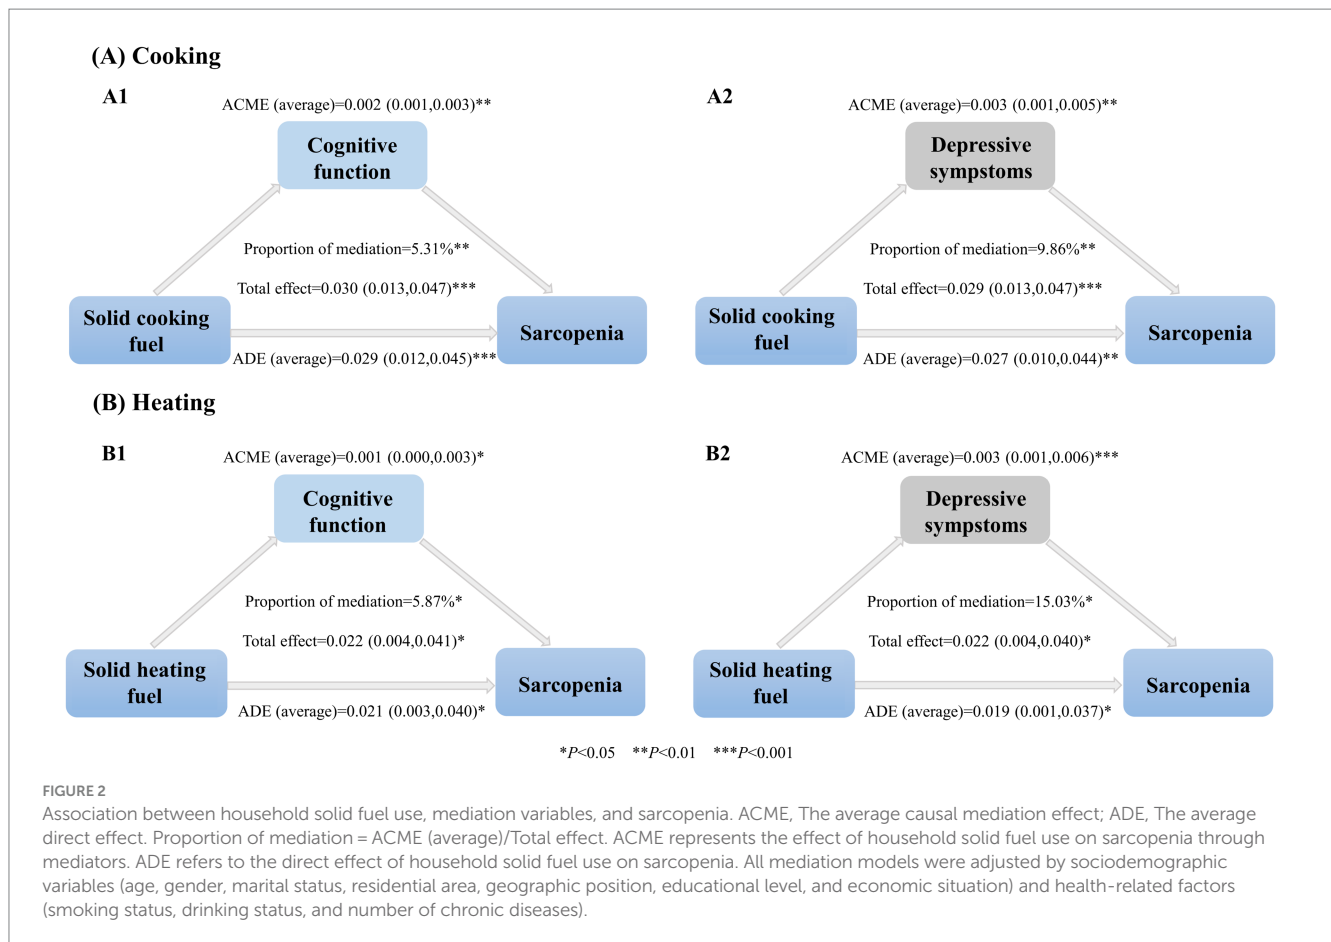 (A) Cooking
A1
ACME (average)=0.002 (0.001,0.003)**
Cognitive
function
Proportion of mediation=5.31%**
Total effect=0.030 (0.013,0.047)***
Solid cooking
fuel
Sarcopenia
ADE (average)=0.029 (0.012,0.045)***
A2
ACME (average)=0.003 (0.001,0.005)**
Depressive
sympstoms
Proportion of mediation=9.86%**
Total effect=0.029 (0.013,0.047)***
Solid cooking
fuel
Sarcopenia
ADE (average)=0.027 (0.010,0.044)**
(B) Heating
B1
ACME (average)=0.001 (0.000,0.003)*
Cognitive
function
Proportion of mediation=5.87%*
Total effect=0.022 (0.004,0.041)*
Solid heating
fuel
Sarcopenia
ADE (average)=0.021 (0.003,0.040)*
B2
ACME (average)=0.003 (0.001,0.006)***
Depressive
sympstoms
Proportion of mediation=15.03%*
Total effect=0.022 (0.004,0.040)*
Solid heating
fuel
Sarcopenia
ADE (average)=0.019 (0.001,0.037)*
*P<0.05 **P<0.01 ***P<0.001
FIGURE 2
Association between household solid fuel use, mediation variables, and sarcopenia. ACME, The average causal mediation effect; ADE, The average
direct effect. Proportion of mediation = ACME (average)/Total effect. ACME represents the effect of household solid fuel use on sarcopenia through
mediators. ADE refers to the direct effect of household solid fuel use on sarcopenia. All mediation models were adjusted by sociodemographic
variables (age, gender, marital status, residential area, geographic position, educational level, and economic situation) and health-related factors
(smoking status, drinking status, and number of chronic diseases).